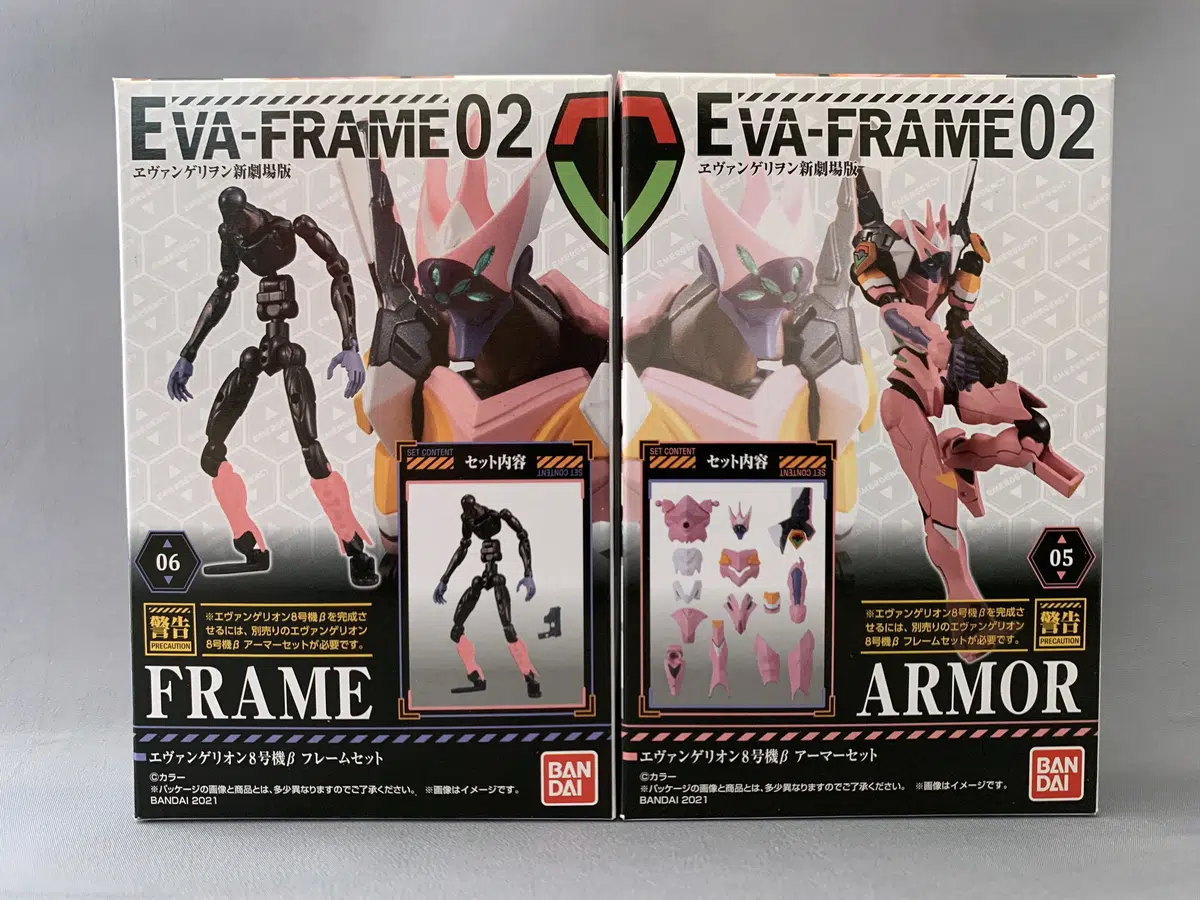 EVA-FRAME02
ヱヴァンゲリヲン新劇場版
SET CONTENT
セット内容
SET CONTENT
06
警告
PRECAUTION
※エヴァンゲリオン8号機βを完成さ
せるには、別売りのエヴァンゲリオン
8号機β アーマーセットが必要です。
FRAME
エヴァンゲリオン8号機β フレームセット
©カラー
※パッケージの画像と商品とは、多少異なりますのでご了承ください。 ※画像はイメージです。
BANDAI 2021
BAN
DAI
EVA-FRAME02
ヱヴァンゲリヲン新劇場版
EMERGENCY
SET CONTENT
セット内容
SET CONTENT
05
※エヴァンゲリオン8号機βを完成さ
せるには、別売りのエヴァンゲリオン
8号機β フレームセットが必要です。
警告
PRECAUTION
ARMOR
エヴァンゲリオン8号機β アーマーセット
©カラー
※パッケージの画像と商品とは、多少異なりますのでご了承ください。 ※画像はイメージです。
BANDAI 2021
BAN
DAI